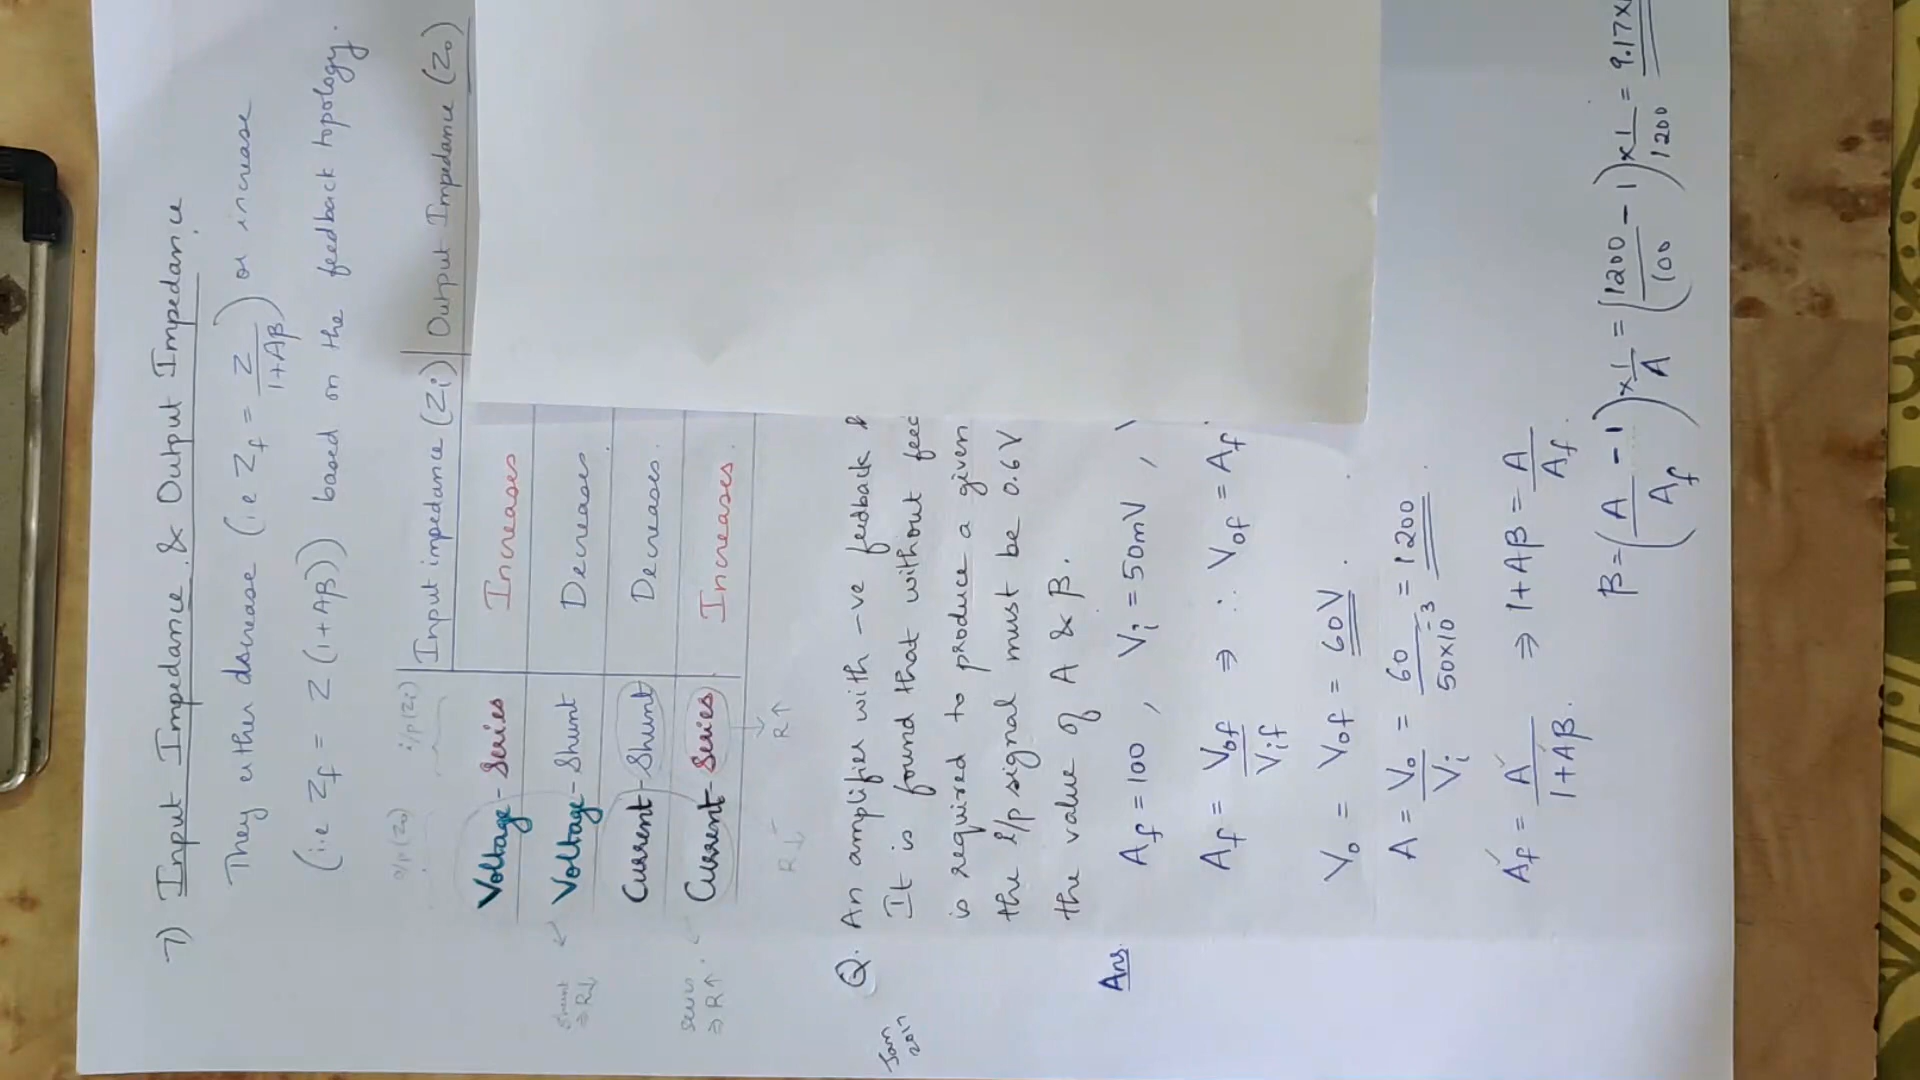 7) Input Impedance & Output Impedance
They either decrease (i.e Zf = Z/(1+Aβ)) or increase
(i.e Zf = Z (1+Aβ)) based on the feedback topology.
o/p(Zo) i/p(Zi)
Input impedance (Zi) | Output Impedance (Zo)
Voltage-Series Increases
Voltage-Shunt Decreases.
Current-Shunt Decreases.
Current-Series Increases.
shunt ⇒ R↓
series ⇒ R↑
R↓ R↑
Jan 2017
Q. An amplifier with -ve feedback
It is found that without
is required to produce a given
the i/p signal must be 0.6V
the value of A & β.
Ans. Af = 100 , Vi = 50mV ,
Af = Vof/Vif ⇒ ∴ Vof = Af
Vo = Vof = 60V .
A = Vo/Vi = 60/(50×10⁻³) = 1200 .
Af = A/(1+Aβ) . ⇒ 1+Aβ = A/Af .
β = (A/Af - 1) × 1/A = (1200/100 - 1) × 1/1200 = 9.17×